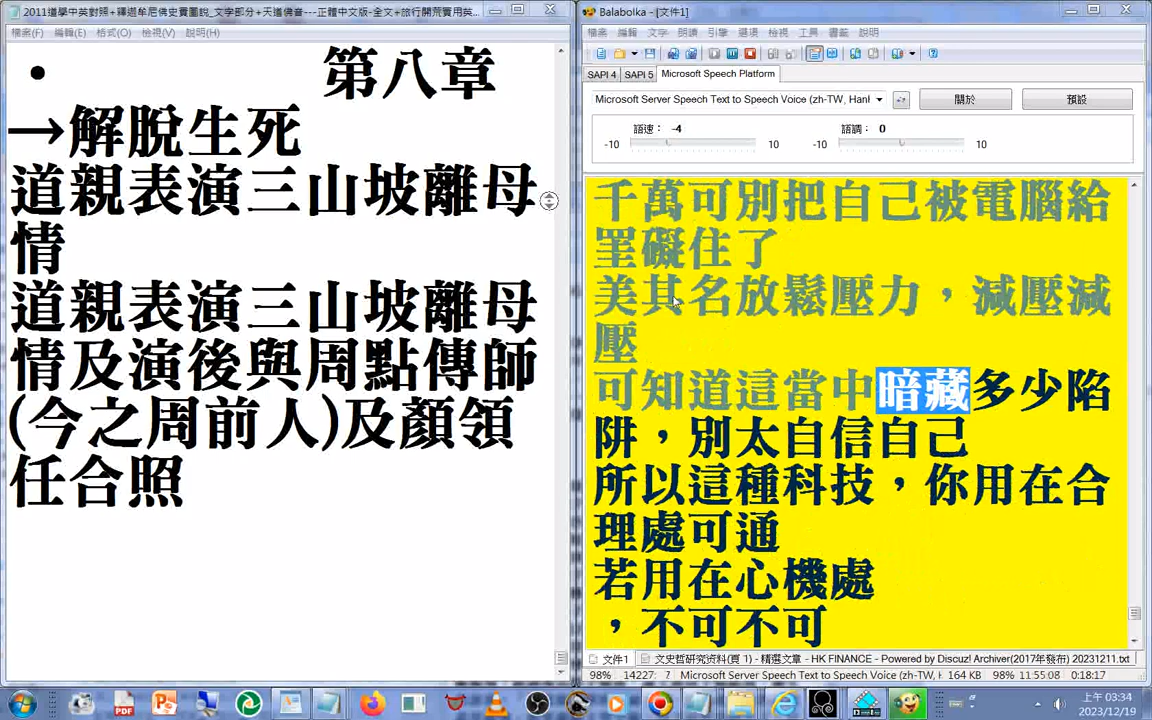 2011道學中英對照+釋迦牟尼佛史實圖說_文字部分+天道佛音---正體中文版-全文+旅行開荒實用英...
檔案(F) 編輯(E) 格式(O) 檢視(V) 說明(H)
• 第八章
→解脫生死
道親表演三山坡離母
情
道親表演三山坡離母
情及演後與周點傳師
(今之周前人)及顏領
任合照
Balabolka - [文件1]
檔案 編輯 文字 朗讀 引擎 選項 檢視 工具 書籤 說明
SAPI 4 SAPI 5 Microsoft Speech Platform
Microsoft Server Speech Text to Speech Voice (zh-TW, Hanl
關於 預設
語速： -4 語調： 0
-10 10 -10 10
千萬可別把自己被電腦給
罣礙住了
美其名放鬆壓力，減壓減
壓
可知道這當中暗藏多少陷
阱，別太自信自己
所以這種科技，你用在合
理處可通
若用在心機處
，不可不可
文件1 文史哲研究资料(頁 1) - 精選文章 - HK FINANCE - Powered by Discuz! Archiver(2017年發布) 20231211.txt
98% 14227: ? Microsoft Server Speech Text to Speech Voice (zh-TW, H 164 KB 98% 11:55:08 0:18:17
上午 03:34
2023/12/19